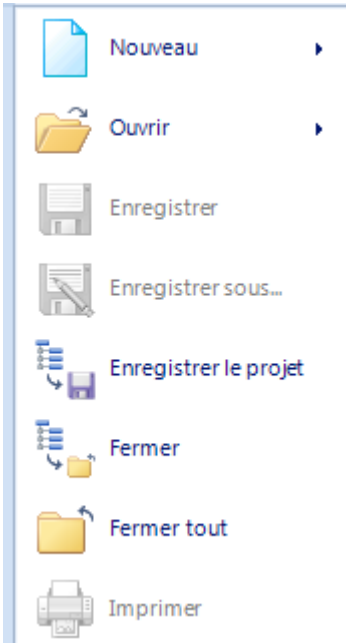 Nouveau
Ouvrir
Enregistrer
Enregistrer sous...
Enregistrer le projet
Fermer
Fermer tout
Imprimer